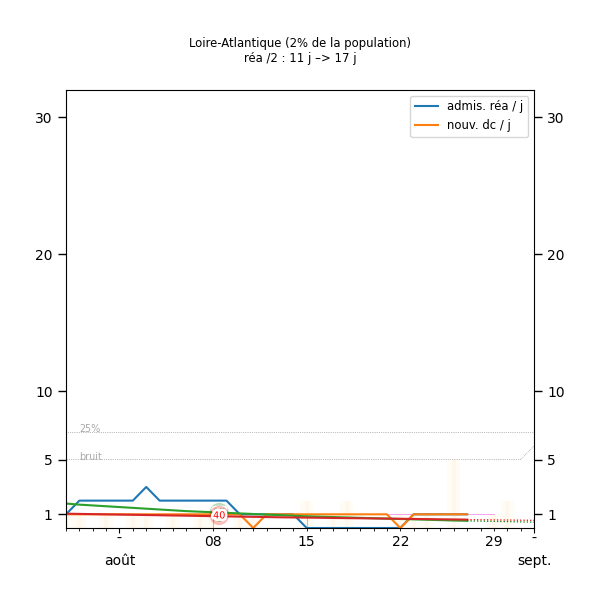 Loire-Atlantique (2% de la population)
réa /2 : 11 j –> 17 j
admis. réa / j
nouv. dc / j
30 30
20 20
10 10
25%
bruit
5 5
40
1 1
- 08 15 22 29 -
août sept.